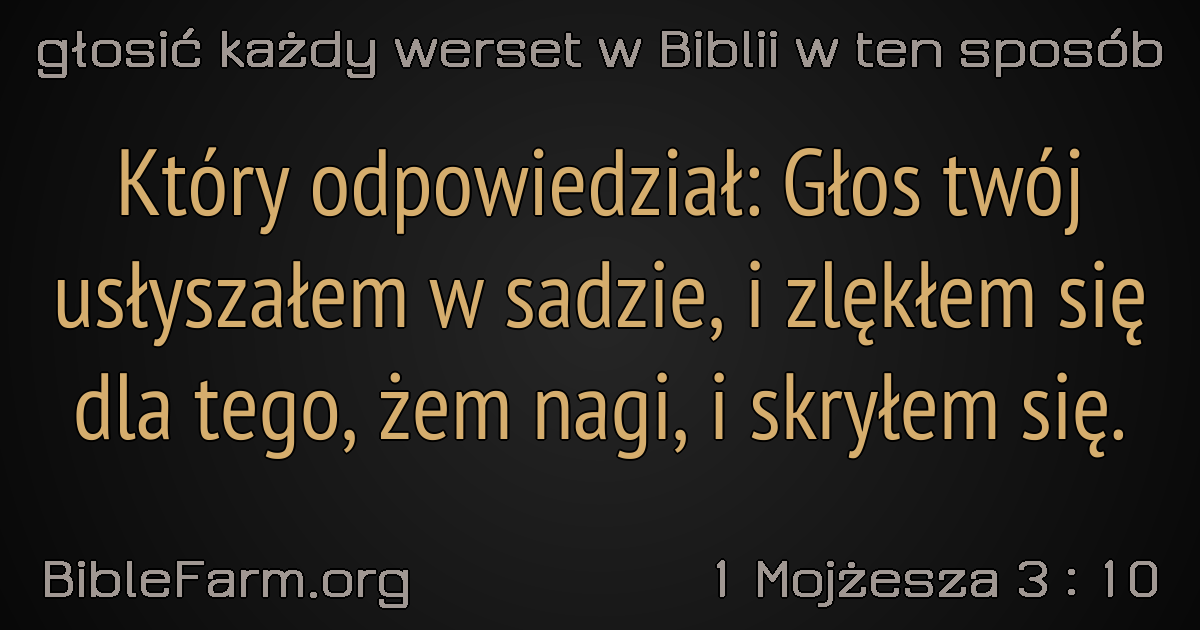 głosić każdy werset w Biblii w ten sposób
Który odpowiedział: Głos twój
usłyszałem w sadzie, i zlękłem się
dla tego, żem nagi, i skryłem się.
BibleFarm.org
1 Mojżesza 3 : 10